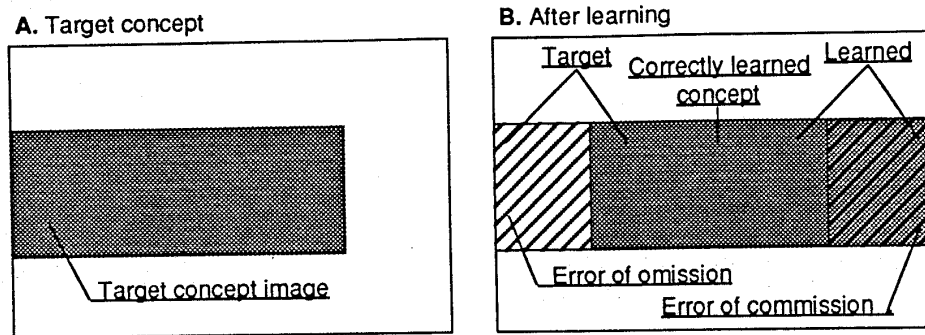 A. Target concept
Target concept image
B. After learning
Target
Correctly learned
concept
Learned
Error of omission
Error of commission